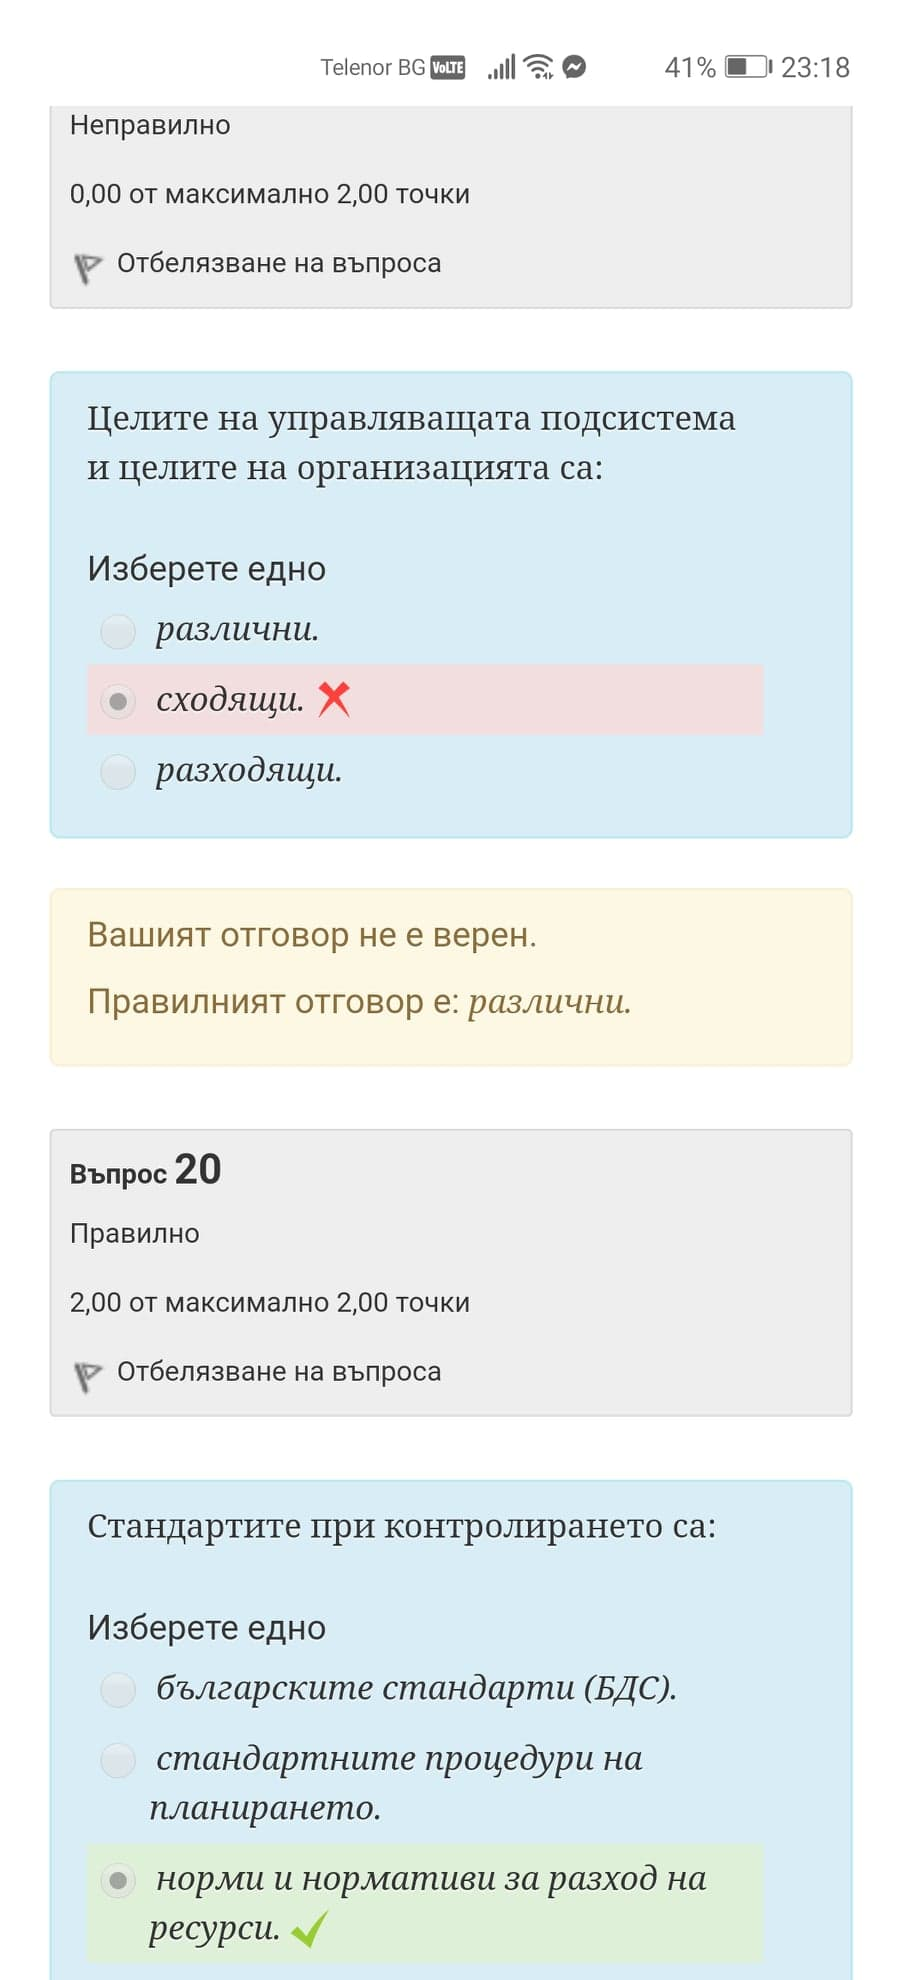 Telenor BG VoLTE 41% 23:18
Неправилно
0,00 от максимално 2,00 точки
Отбелязване на въпроса
Целите на управляващата подсистема
и целите на организацията са:
Изберете едно
различни.
сходящи.
разходящи.
Вашият отговор не е верен.
Правилният отговор е: различни.
Въпрос 20
Правилно
2,00 от максимално 2,00 точки
Отбелязване на въпроса
Стандартите при контролирането са:
Изберете едно
българските стандарти (БДС).
стандартните процедури на
планирането.
норми и нормативи за разход на
ресурси.